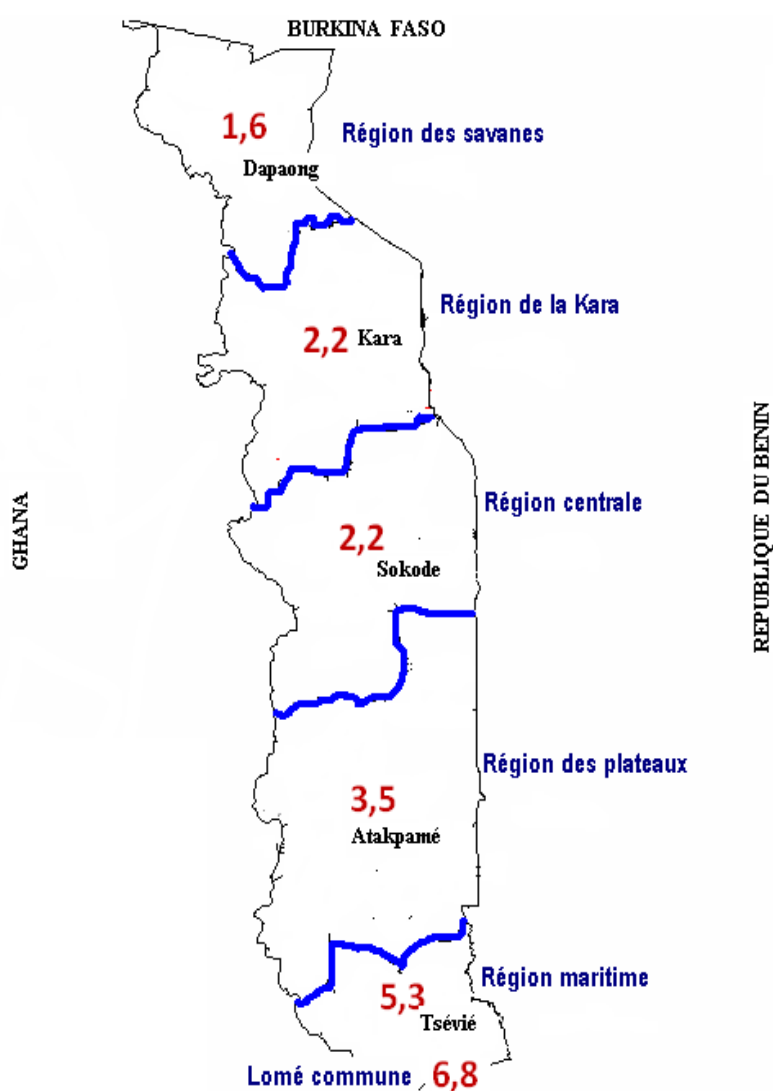 BURKINA FASO
1,6
Région des savanes
Dapaong
Région de la Kara
2,2 Kara
GHANA
REPUBLIQUE DU BENIN
Région centrale
2,2
Sokode
Région des plateaux
3,5
Atakpamé
Région maritime
5,3
Tsévié
Lomé commune 6,8